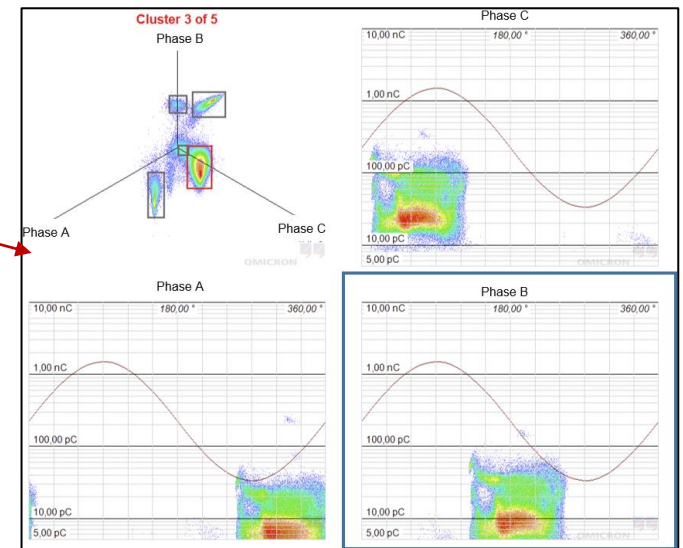 Cluster 3 of 5
Phase B
Phase A
Phase C
OMICRON
Phase C
10,00 nC
180,00 °
360,00 °
1,00 nC
100,00 pC
10,00 pC
5,00 pC
OMICRON
Phase A
10,00 nC
180,00 °
360,00 °
1,00 nC
100,00 pC
10,00 pC
5,00 pC
Phase B
10,00 nC
180,00 °
360,00 °
1,00 nC
100,00 pC
10,00 pC
5,00 pC
OMICRON